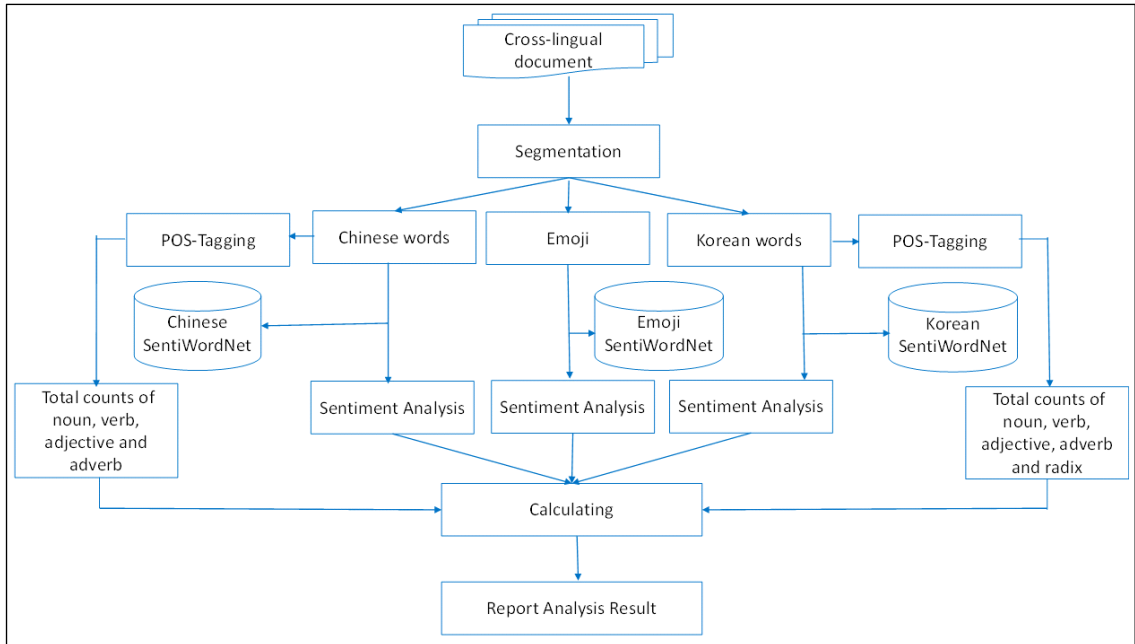 Cross-lingual
document
Segmentation
POS-Tagging
Chinese words
Emoji
Korean words
POS-Tagging
Chinese
SentiWordNet
Emoji
SentiWordNet
Korean
SentiWordNet
Total counts of
noun, verb,
adjective and
adverb
Sentiment Analysis
Sentiment Analysis
Sentiment Analysis
Total counts of
noun, verb,
adjective, adverb
and radix
Calculating
Report Analysis Result